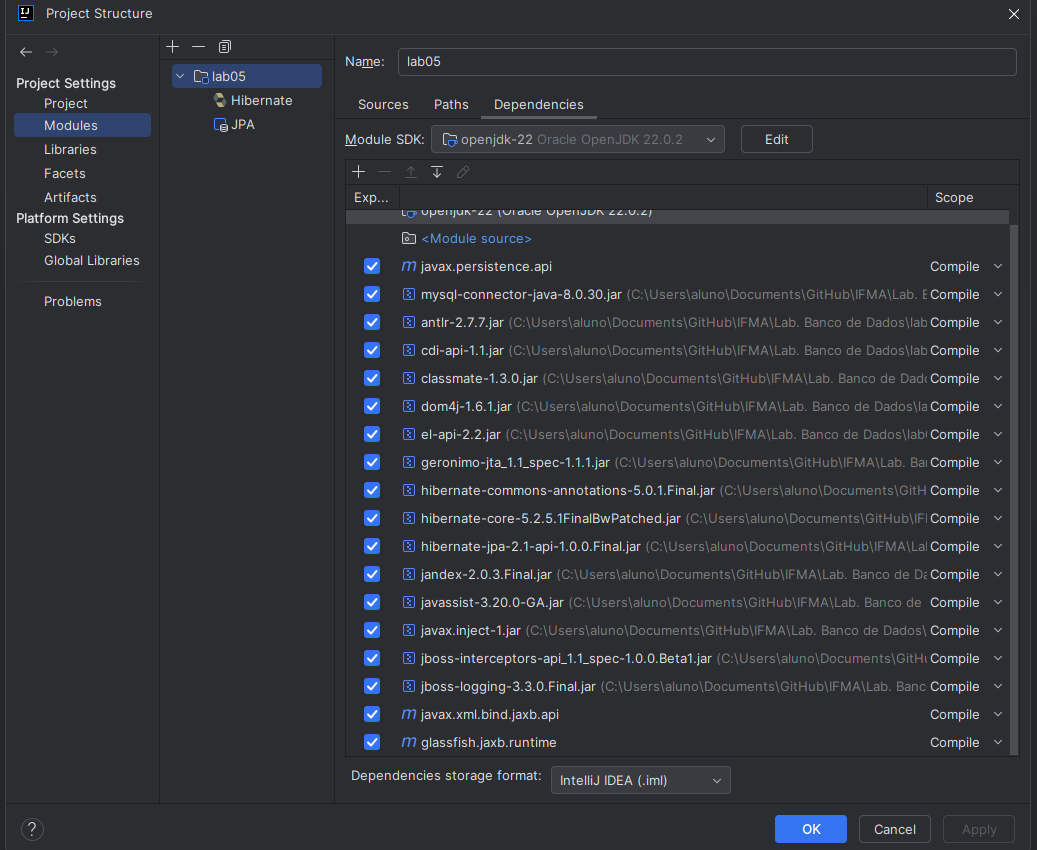 Project Structure
Project Settings
Project
Modules
Libraries
Facets
Artifacts
Platform Settings
SDKs
Global Libraries
Problems
lab05
Hibernate
JPA
Name: lab05
Sources Paths Dependencies
Module SDK: openjdk-22 Oracle OpenJDK 22.0.2 Edit
Exp... Scope
openjdk-22 (Oracle OpenJDK 22.0.2)
<Module source>
javax.persistence.api Compile
mysql-connector-java-8.0.30.jar (C:\Users\aluno\Documents\GitHub\IFMA\Lab. E Compile
antlr-2.7.7.jar (C:\Users\aluno\Documents\GitHub\IFMA\Lab. Banco de Dados\lab Compile
cdi-api-1.1.jar (C:\Users\aluno\Documents\GitHub\IFMA\Lab. Banco de Dados\lab Compile
classmate-1.3.0.jar (C:\Users\aluno\Documents\GitHub\IFMA\Lab. Banco de Dado Compile
dom4j-1.6.1.jar (C:\Users\aluno\Documents\GitHub\IFMA\Lab. Banco de Dados\la Compile
el-api-2.2.jar (C:\Users\aluno\Documents\GitHub\IFMA\Lab. Banco de Dados\lab Compile
geronimo-jta_1.1_spec-1.1.1.jar (C:\Users\aluno\Documents\GitHub\IFMA\Lab. Ba Compile
hibernate-commons-annotations-5.0.1.Final.jar (C:\Users\aluno\Documents\GitH Compile
hibernate-core-5.2.5.1FinalBwPatched.jar (C:\Users\aluno\Documents\GitHub\IF Compile
hibernate-jpa-2.1-api-1.0.0.Final.jar (C:\Users\aluno\Documents\GitHub\IFMA\La Compile
jandex-2.0.3.Final.jar (C:\Users\aluno\Documents\GitHub\IFMA\Lab. Banco de Da Compile
javassist-3.20.0-GA.jar (C:\Users\aluno\Documents\GitHub\IFMA\Lab. Banco de Compile
javax.inject-1.jar (C:\Users\aluno\Documents\GitHub\IFMA\Lab. Banco de Dados\ Compile
jboss-interceptors-api_1.1_spec-1.0.0.Beta1.jar (C:\Users\aluno\Documents\GitHu Compile
jboss-logging-3.3.0.Final.jar (C:\Users\aluno\Documents\GitHub\IFMA\Lab. Banc Compile
javax.xml.bind.jaxb.api Compile
glassfish.jaxb.runtime Compile
Dependencies storage format: IntelliJ IDEA (.iml)
? OK Cancel Apply